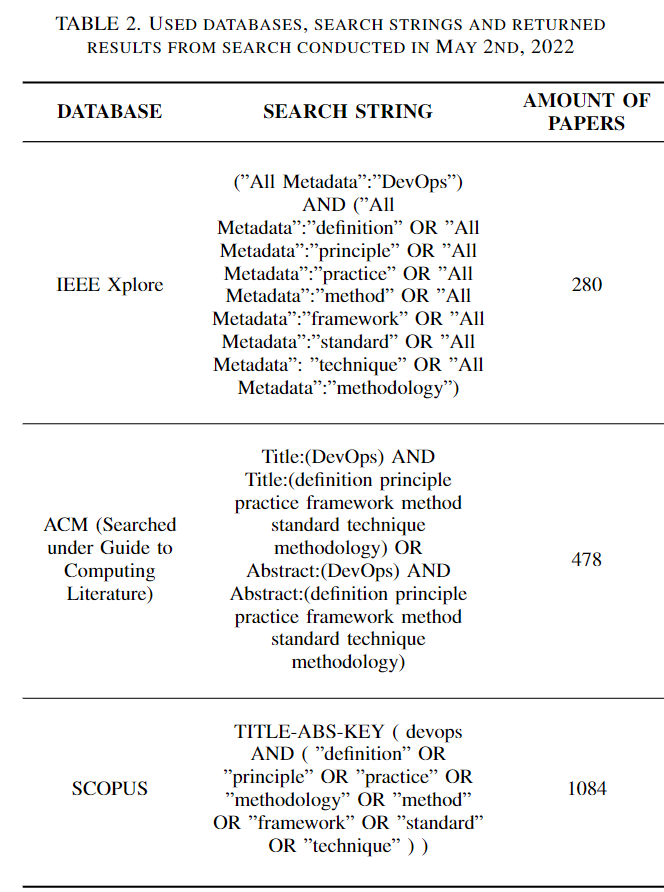 TABLE 2. USED DATABASES, SEARCH STRINGS AND RETURNED
RESULTS FROM SEARCH CONDUCTED IN MAY 2ND, 2022
DATABASE
SEARCH STRING
AMOUNT OF
PAPERS
IEEE Xplore
(”All Metadata”:”DevOps”)
AND (”All
Metadata”:”definition” OR ”All
Metadata”:”principle” OR ”All
Metadata”:”practice” OR ”All
Metadata”:”method” OR ”All
Metadata”:”framework” OR ”All
Metadata”:”standard” OR ”All
Metadata”: ”technique” OR ”All
Metadata”:”methodology”)
280
ACM (Searched
under Guide to
Computing
Literature)
Title:(DevOps) AND
Title:(definition principle
practice framework method
standard technique
methodology) OR
Abstract:(DevOps) AND
Abstract:(definition principle
practice framework method
standard technique
methodology)
478
SCOPUS
TITLE-ABS-KEY ( devops
AND ( ”definition” OR
”principle” OR ”practice” OR
”methodology” OR ”method”
OR ”framework” OR ”standard”
OR ”technique” ) )
1084